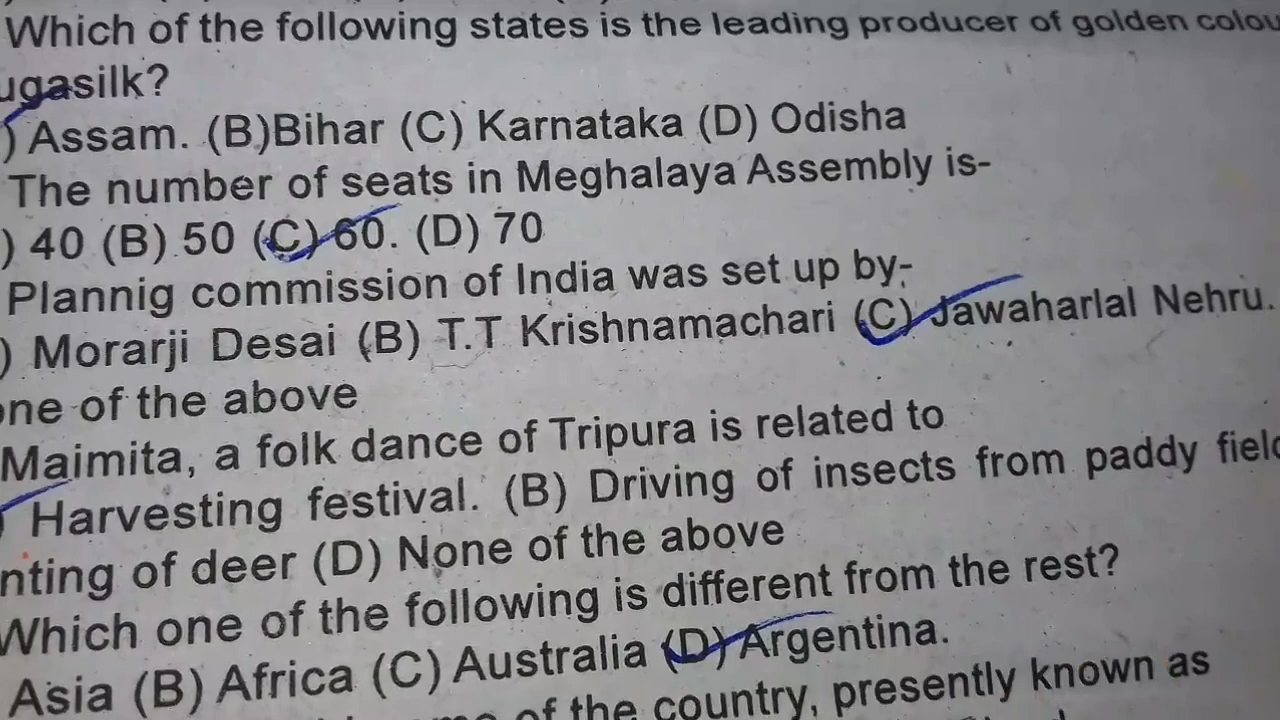 Which of the following states is the leading producer of golden colou
ugasilk?
) Assam. (B)Bihar (C) Karnataka (D) Odisha
The number of seats in Meghalaya Assembly is-
) 40 (B) 50 (C) 60. (D) 70
Plannig commission of India was set up by-
) Morarji Desai (B) T.T Krishnamachari (C) Jawaharlal Nehru.
one of the above
Maimita, a folk dance of Tripura is related to
) Harvesting festival. (B) Driving of insects from paddy field
nting of deer (D) None of the above
Which one of the following is different from the rest?
Asia (B) Africa (C) Australia (D) Argentina.
of the country, presently known as